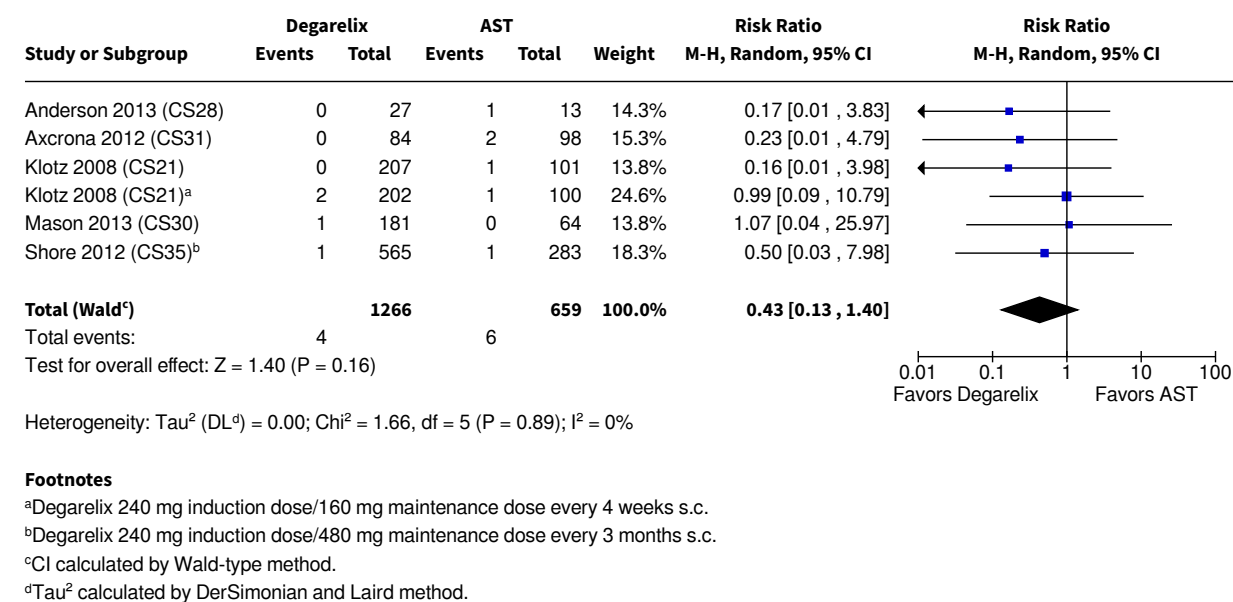 Degarelix AST Risk Ratio Risk Ratio
Study or Subgroup Events Total Events Total Weight M-H, Random, 95% CI M-H, Random, 95% CI
Anderson 2013 (CS28) 0 27 1 13 14.3% 0.17 [0.01 , 3.83]
Axcrona 2012 (CS31) 0 84 2 98 15.3% 0.23 [0.01 , 4.79]
Klotz 2008 (CS21) 0 207 1 101 13.8% 0.16 [0.01 , 3.98]
Klotz 2008 (CS21)ᵃ 2 202 1 100 24.6% 0.99 [0.09 , 10.79]
Mason 2013 (CS30) 1 181 0 64 13.8% 1.07 [0.04 , 25.97]
Shore 2012 (CS35)ᵇ 1 565 1 283 18.3% 0.50 [0.03 , 7.98]
Total (Waldᶜ) 1266 659 100.0% 0.43 [0.13 , 1.40]
Total events: 4 6
Test for overall effect: Z = 1.40 (P = 0.16)
0.01 0.1 1 10 100
Favors Degarelix Favors AST
Heterogeneity: Tau² (DLᵈ) = 0.00; Chi² = 1.66, df = 5 (P = 0.89); I² = 0%
Footnotes
ᵃDegarelix 240 mg induction dose/160 mg maintenance dose every 4 weeks s.c.
ᵇDegarelix 240 mg induction dose/480 mg maintenance dose every 3 months s.c.
ᶜCI calculated by Wald-type method.
ᵈTau² calculated by DerSimonian and Laird method.